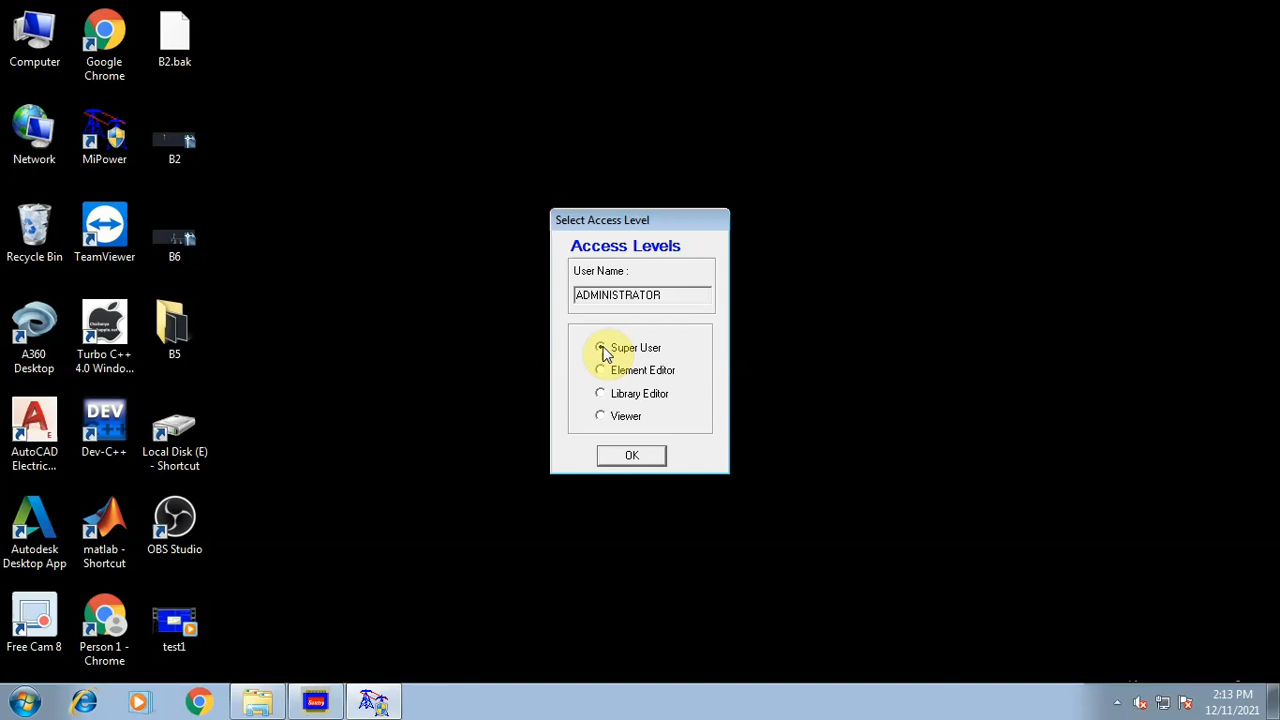 Computer
Google
Chrome
B2.bak
Network
MiPower
B2
Recycle Bin
TeamViewer
B6
A360
Desktop
Turbo C++
4.0 Windo...
B5
AutoCAD
Electric...
DEV
Dev-C++
Local Disk (E)
- Shortcut
Autodesk
Desktop App
matlab -
Shortcut
OBS Studio
Free Cam 8
Person 1 -
Chrome
test1
Select Access Level
Access Levels
User Name :
ADMINISTRATOR
Super User
Element Editor
Library Editor
Viewer
OK
Sentry
2:13 PM
12/11/2021